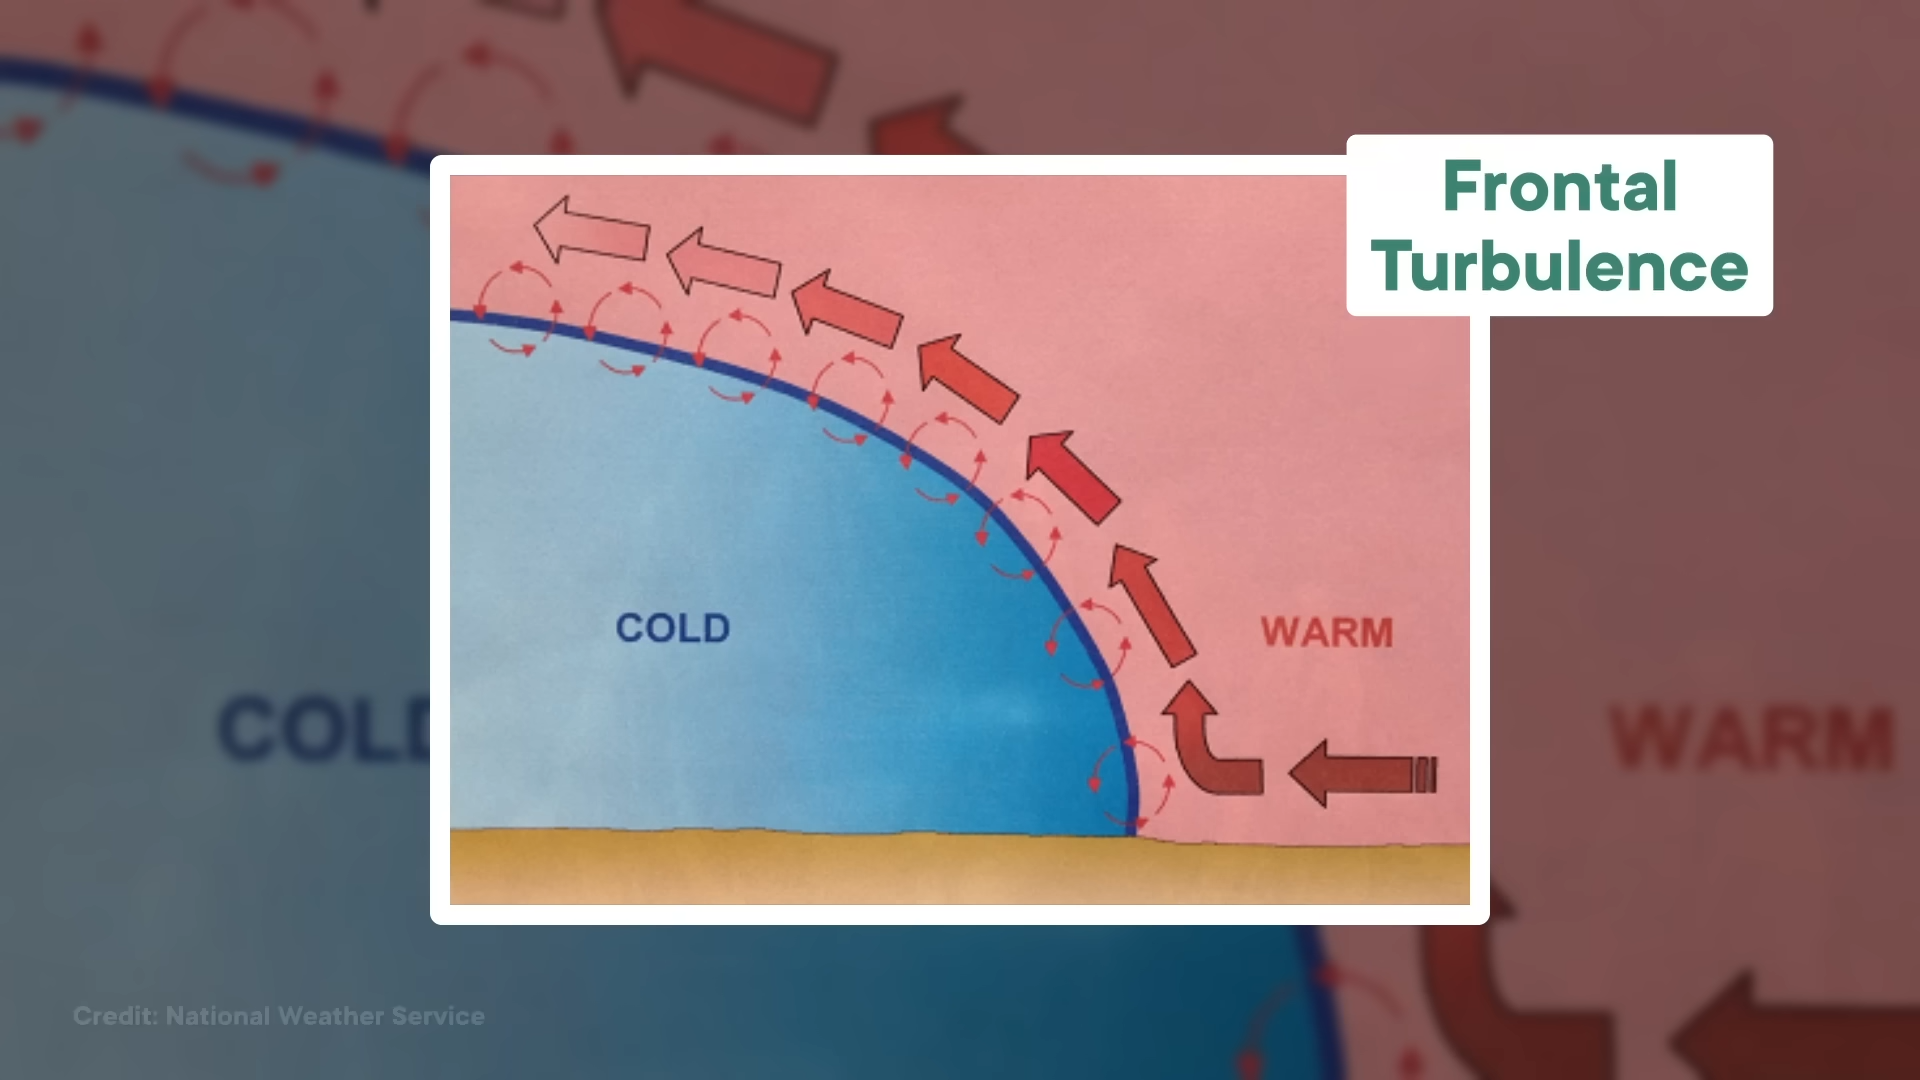 Frontal
Turbulence
COLD
WARM
COLD
WARM
Credit: National Weather Service